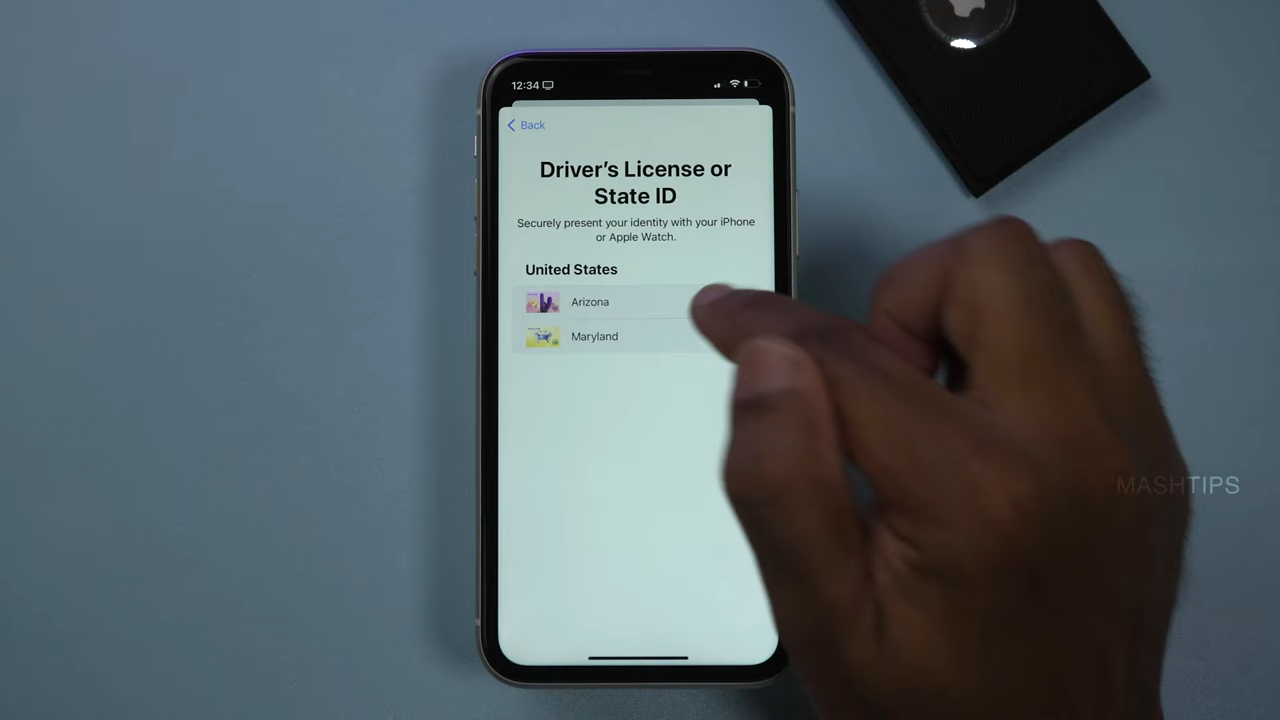 12:34
Back
Driver's License or
State ID
Securely present your identity with your iPhone
or Apple Watch.
United States
Arizona
Maryland
MASHTIPS